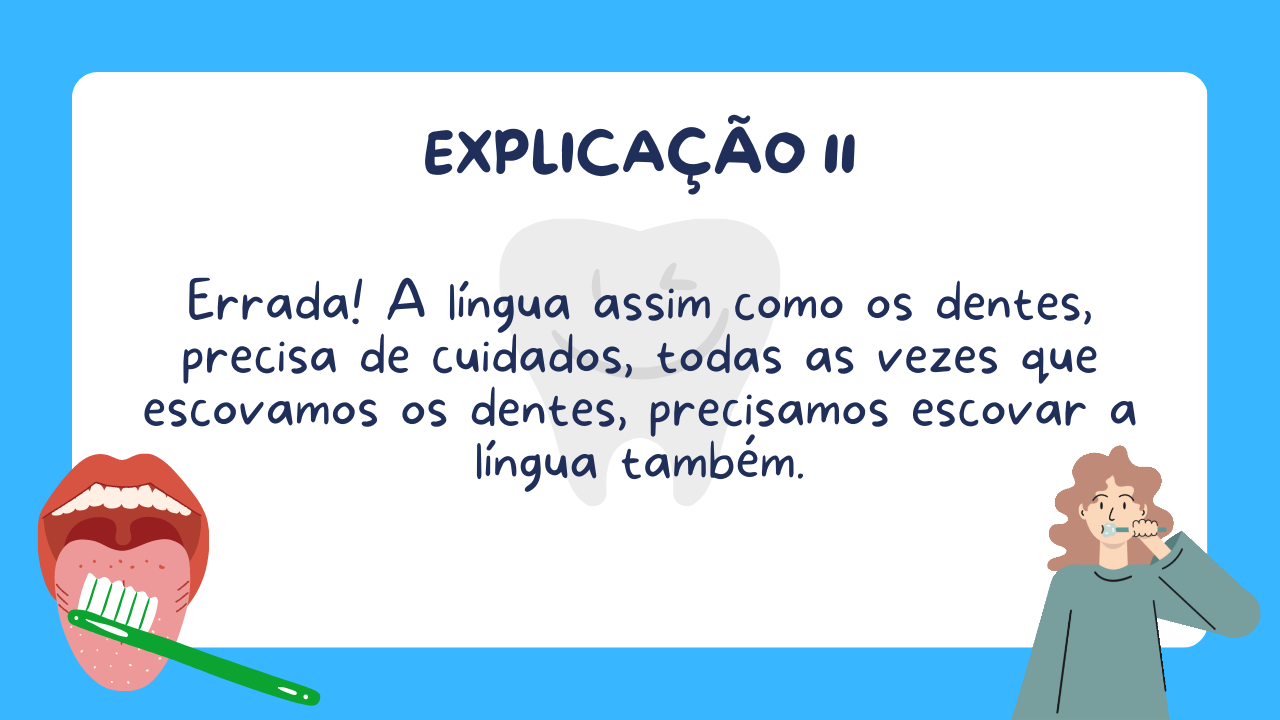 EXPLICAÇÃO II
Errada! A língua assim como os dentes,
precisa de cuidados, todas as vezes que
escovamos os dentes, precisamos escovar a
língua também.